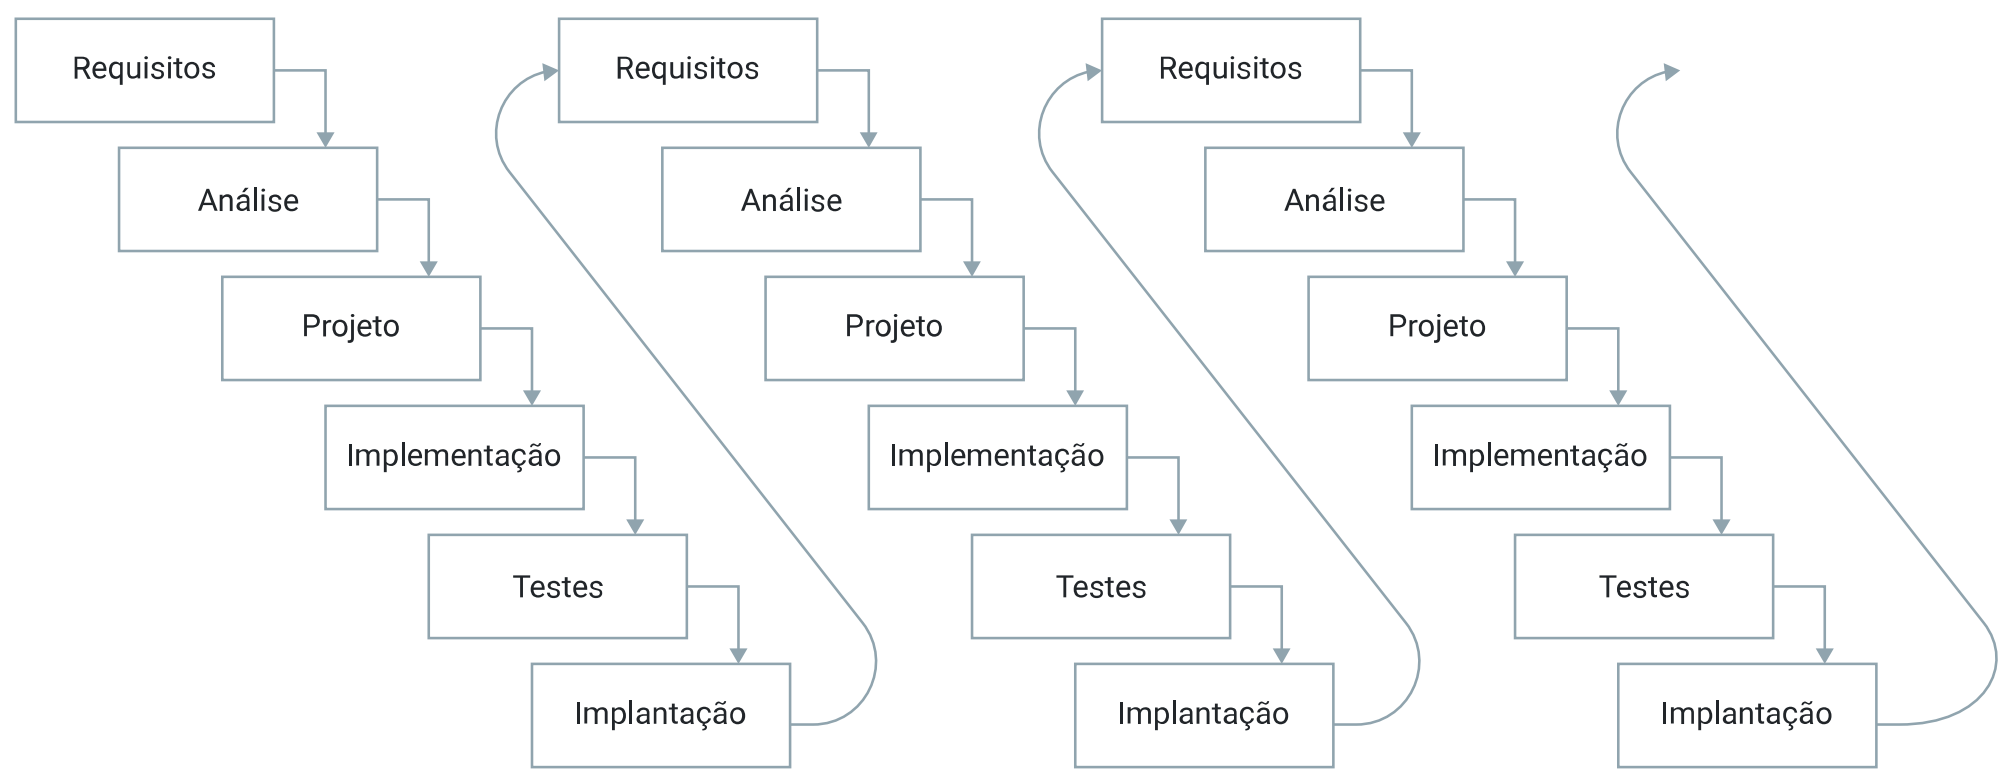 Requisitos
Análise
Projeto
Implementação
Testes
Implantação
Requisitos
Análise
Projeto
Implementação
Testes
Implantação
Requisitos
Análise
Projeto
Implementação
Testes
Implantação